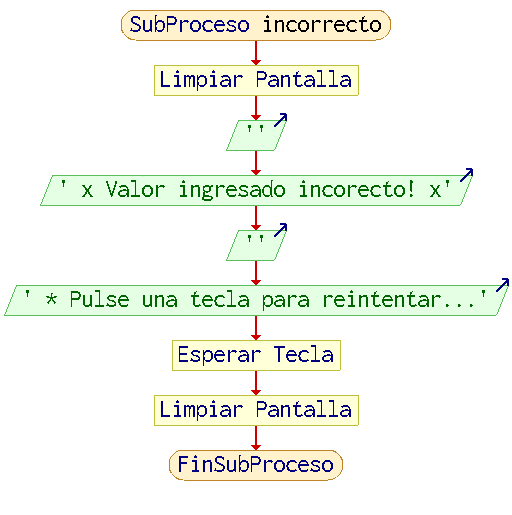 SubProceso incorrecto
Limpiar Pantalla
''
' x Valor ingresado incorecto! x'
''
' * Pulse una tecla para reintentar...'
Esperar Tecla
Limpiar Pantalla
FinSubProceso